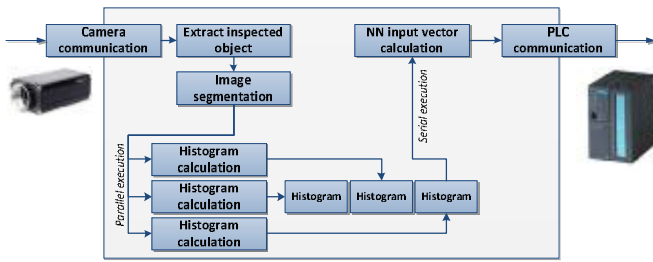 Camera
communication
Extract inspected
object
NN input vector
calculation
PLC
communication
Image
segmentation
Serial execution
Parallel execution
Histogram
calculation
Histogram
calculation
Histogram
calculation
Histogram
Histogram
Histogram